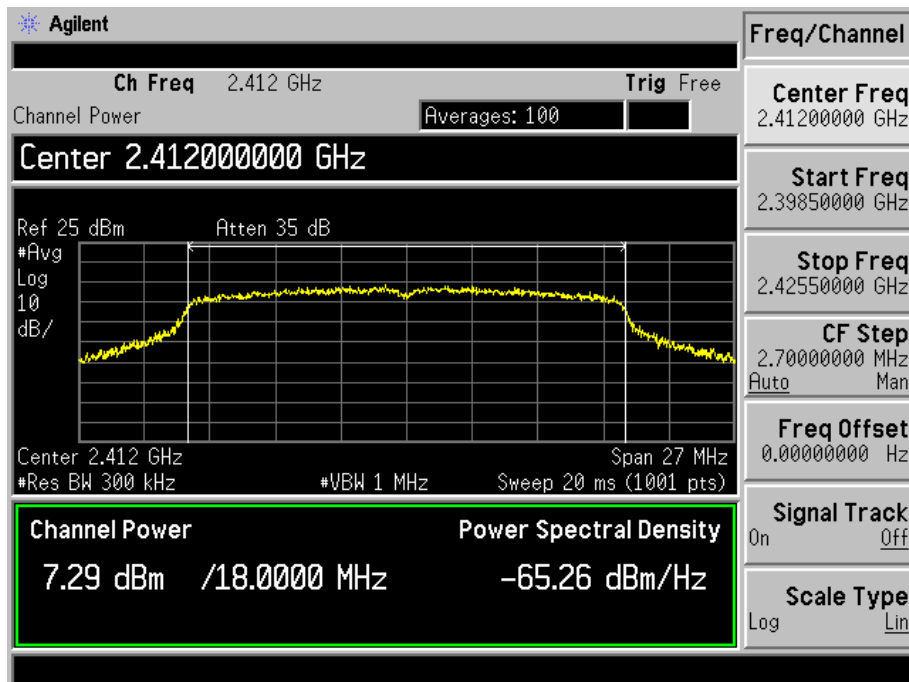 Agilent
Freq/Channel
Ch Freq 2.412 GHz Trig Free
Channel Power Averages: 100
Center 2.412000000 GHz
Ref 25 dBm Atten 35 dB
#Avg
Log
10
dB/
Center 2.412 GHz Span 27 MHz
#Res BW 300 kHz #VBW 1 MHz Sweep 20 ms (1001 pts)
Channel Power Power Spectral Density
7.29 dBm /18.0000 MHz -65.26 dBm/Hz
Center Freq
2.41200000 GHz
Start Freq
2.39850000 GHz
Stop Freq
2.42550000 GHz
CF Step
2.70000000 MHz
Auto Man
Freq Offset
0.00000000 Hz
Signal Track
On Off
Scale Type
Log Lin